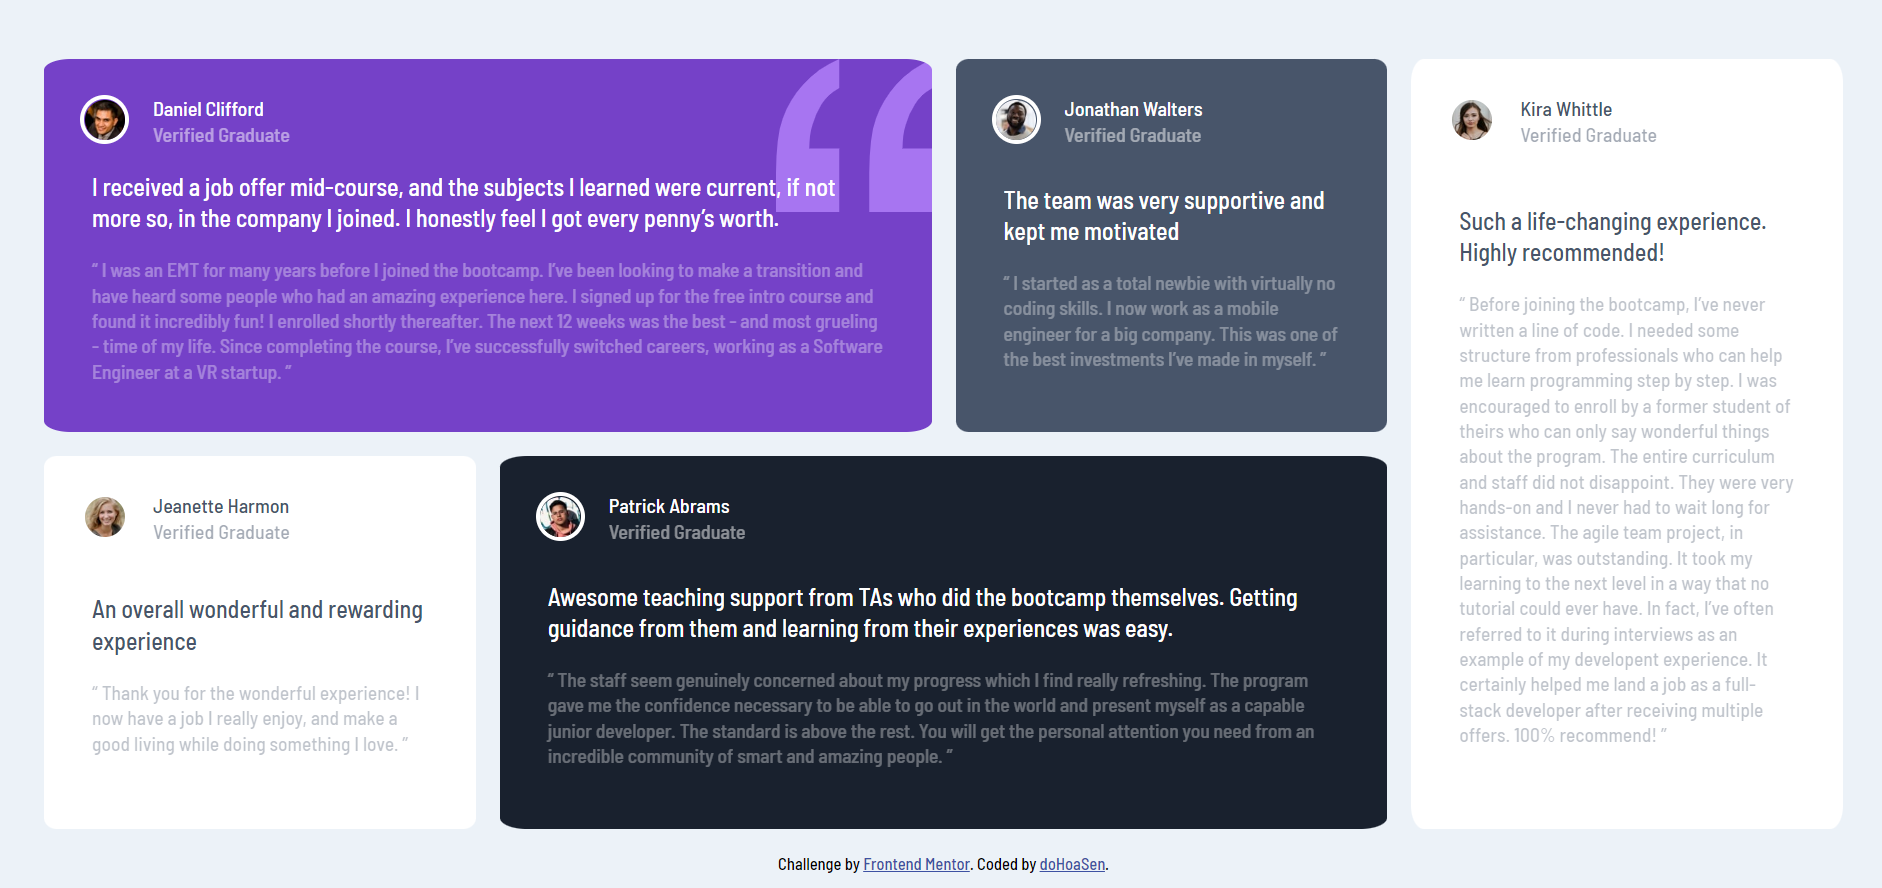 Daniel Clifford
Verified Graduate
I received a job offer mid-course, and the subjects I learned were current, if not
more so, in the company I joined. I honestly feel I got every penny’s worth.
“ I was an EMT for many years before I joined the bootcamp. I’ve been looking to make a transition and
have heard some people who had an amazing experience here. I signed up for the free intro course and
found it incredibly fun! I enrolled shortly thereafter. The next 12 weeks was the best - and most grueling
- time of my life. Since completing the course, I’ve successfully switched careers, working as a Software
Engineer at a VR startup. ”
Jonathan Walters
Verified Graduate
The team was very supportive and
kept me motivated
“ I started as a total newbie with virtually no
coding skills. I now work as a mobile
engineer for a big company. This was one of
the best investments I’ve made in myself. ”
Kira Whittle
Verified Graduate
Such a life-changing experience.
Highly recommended!
“ Before joining the bootcamp, I’ve never
written a line of code. I needed some
structure from professionals who can help
me learn programming step by step. I was
encouraged to enroll by a former student of
theirs who can only say wonderful things
about the program. The entire curriculum
and staff did not disappoint. They were very
hands-on and I never had to wait long for
assistance. The agile team project, in
particular, was outstanding. It took my
learning to the next level in a way that no
tutorial could ever have. In fact, I’ve often
referred to it during interviews as an
example of my developent experience. It
certainly helped me land a job as a full-
stack developer after receiving multiple
offers. 100% recommend! ”
Jeanette Harmon
Verified Graduate
An overall wonderful and rewarding
experience
“ Thank you for the wonderful experience! I
now have a job I really enjoy, and make a
good living while doing something I love. ”
Patrick Abrams
Verified Graduate
Awesome teaching support from TAs who did the bootcamp themselves. Getting
guidance from them and learning from their experiences was easy.
“ The staff seem genuinely concerned about my progress which I find really refreshing. The program
gave me the confidence necessary to be able to go out in the world and present myself as a capable
junior developer. The standard is above the rest. You will get the personal attention you need from an
incredible community of smart and amazing people. ”
Challenge by Frontend Mentor. Coded by doHoaSen.